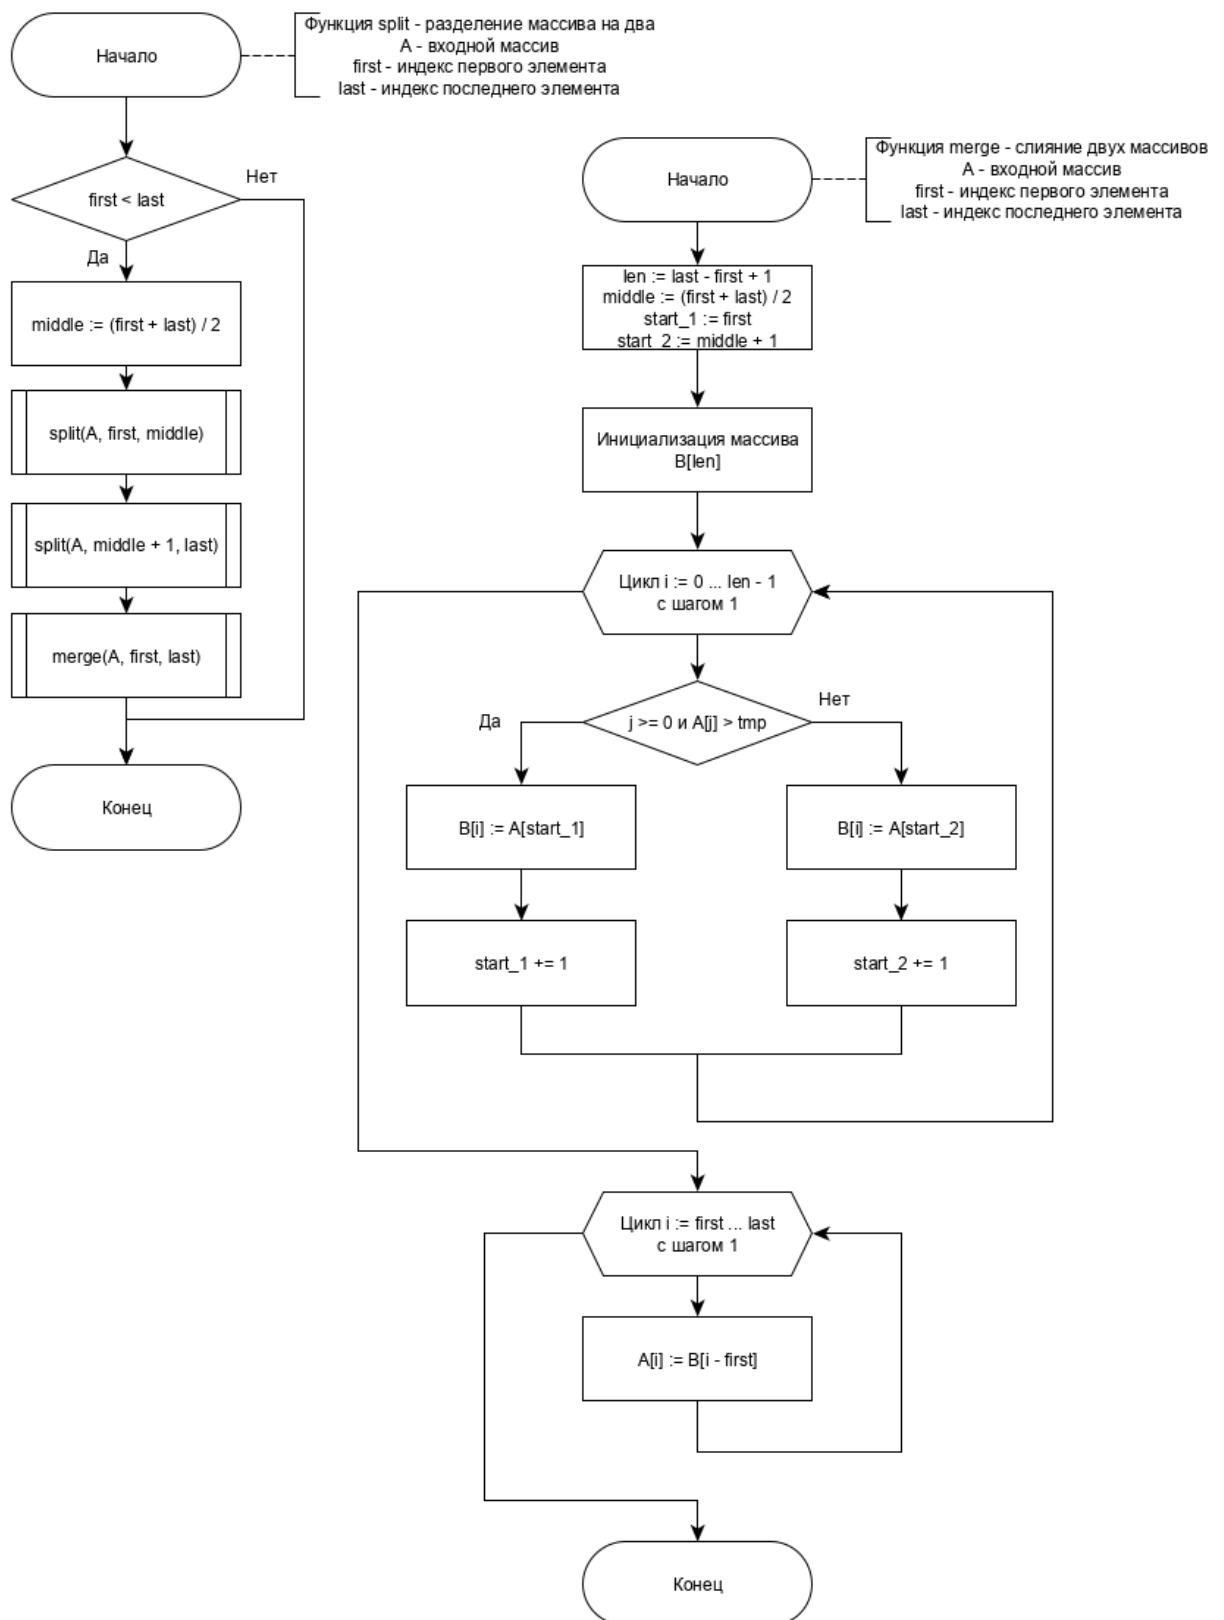 Начало
Функция split - разделение массива на два
A - входной массив
first - индекс первого элемента
last - индекс последнего элемента
first < last
Нет
Да
middle := (first + last) / 2
split(A, first, middle)
split(A, middle + 1, last)
merge(A, first, last)
Конец
Начало
Функция merge - слияние двух массивов
A - входной массив
first - индекс первого элемента
last - индекс последнего элемента
len := last - first + 1
middle := (first + last) / 2
start_1 := first
start_2 := middle + 1
Инициализация массива
B[len]
Цикл i := 0 ... len - 1
с шагом 1
j >= 0 и A[j] > tmp
Да
Нет
B[i] := A[start_1]
B[i] := A[start_2]
start_1 += 1
start_2 += 1
Цикл i := first ... last
с шагом 1
A[i] := B[i - first]
Конец